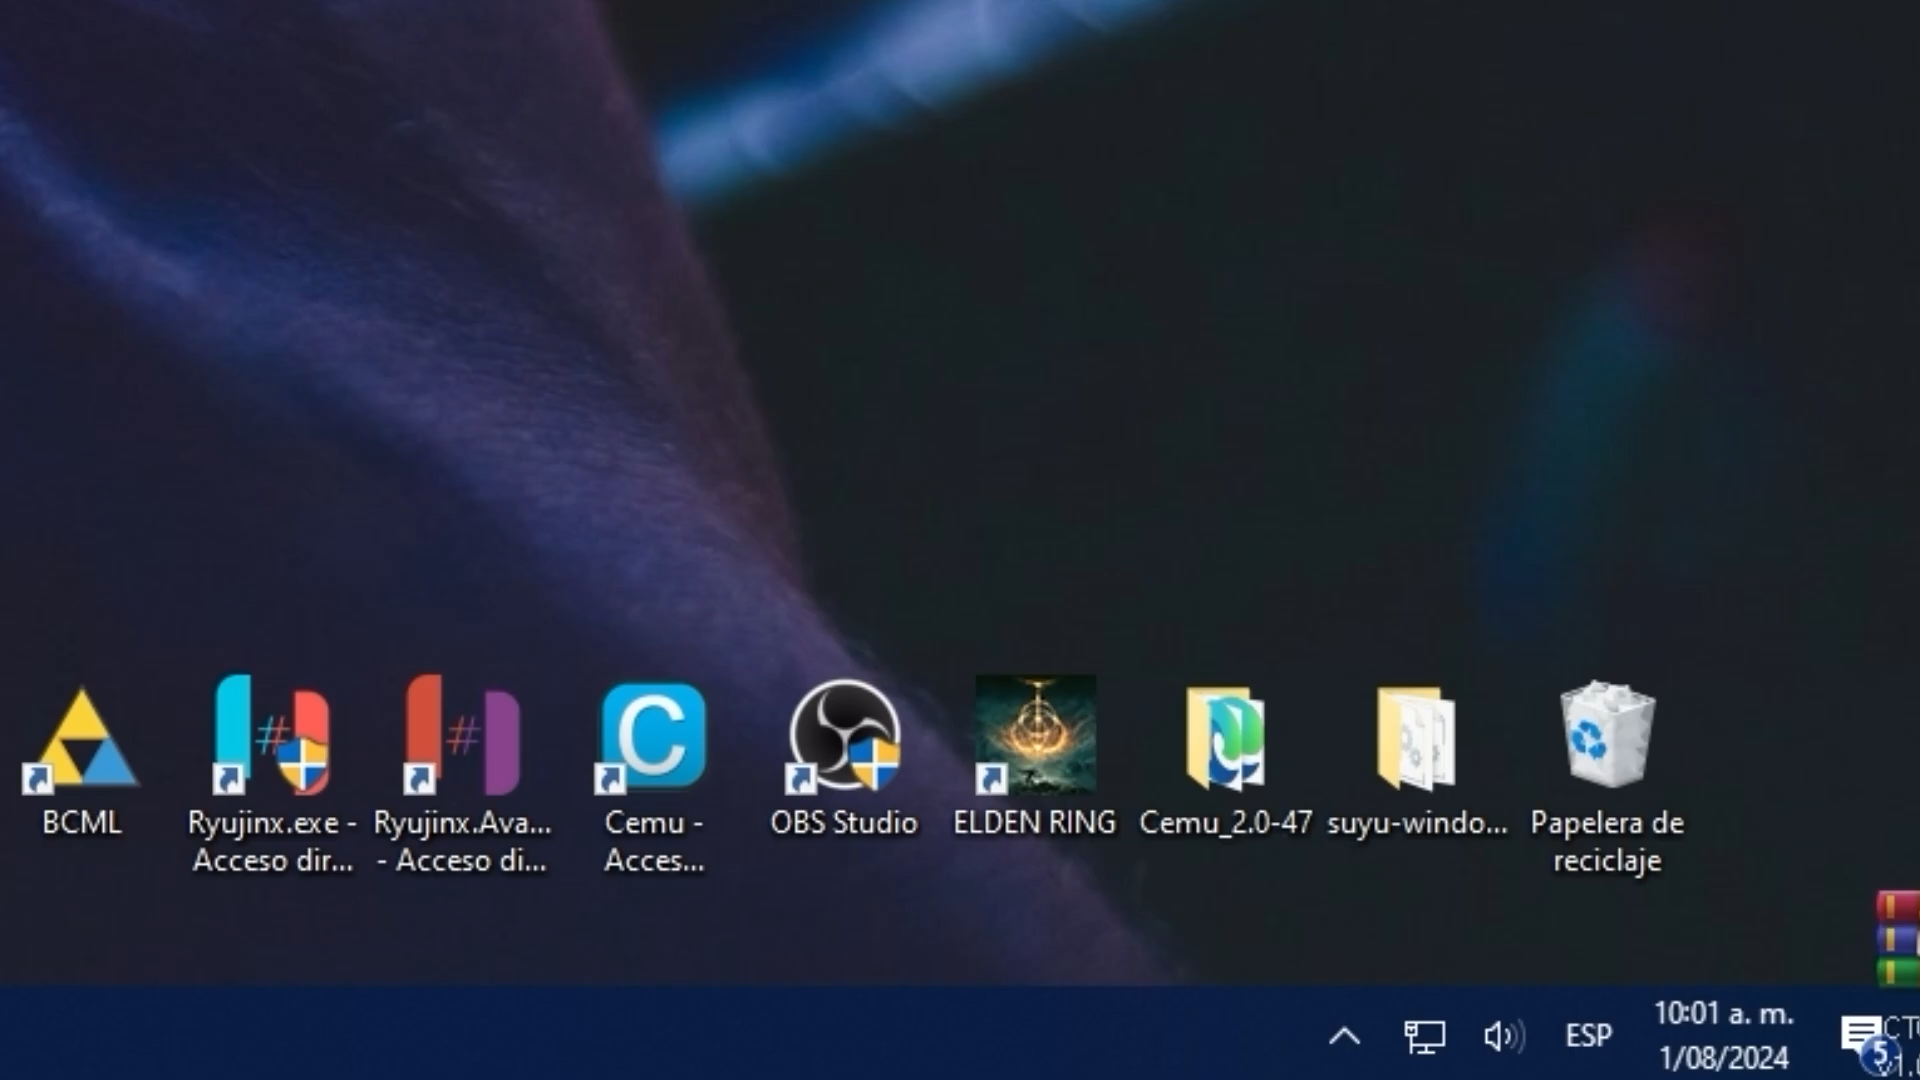 BCML
Ryujinx.exe -
Acceso dir...
Ryujinx.Ava...
- Acceso di...
Cemu -
Acces...
OBS Studio
ELDEN RING
Cemu_2.0-47
suyu-windo...
Papelera de
reciclaje
ESP
10:01 a. m.
1/08/2024
5